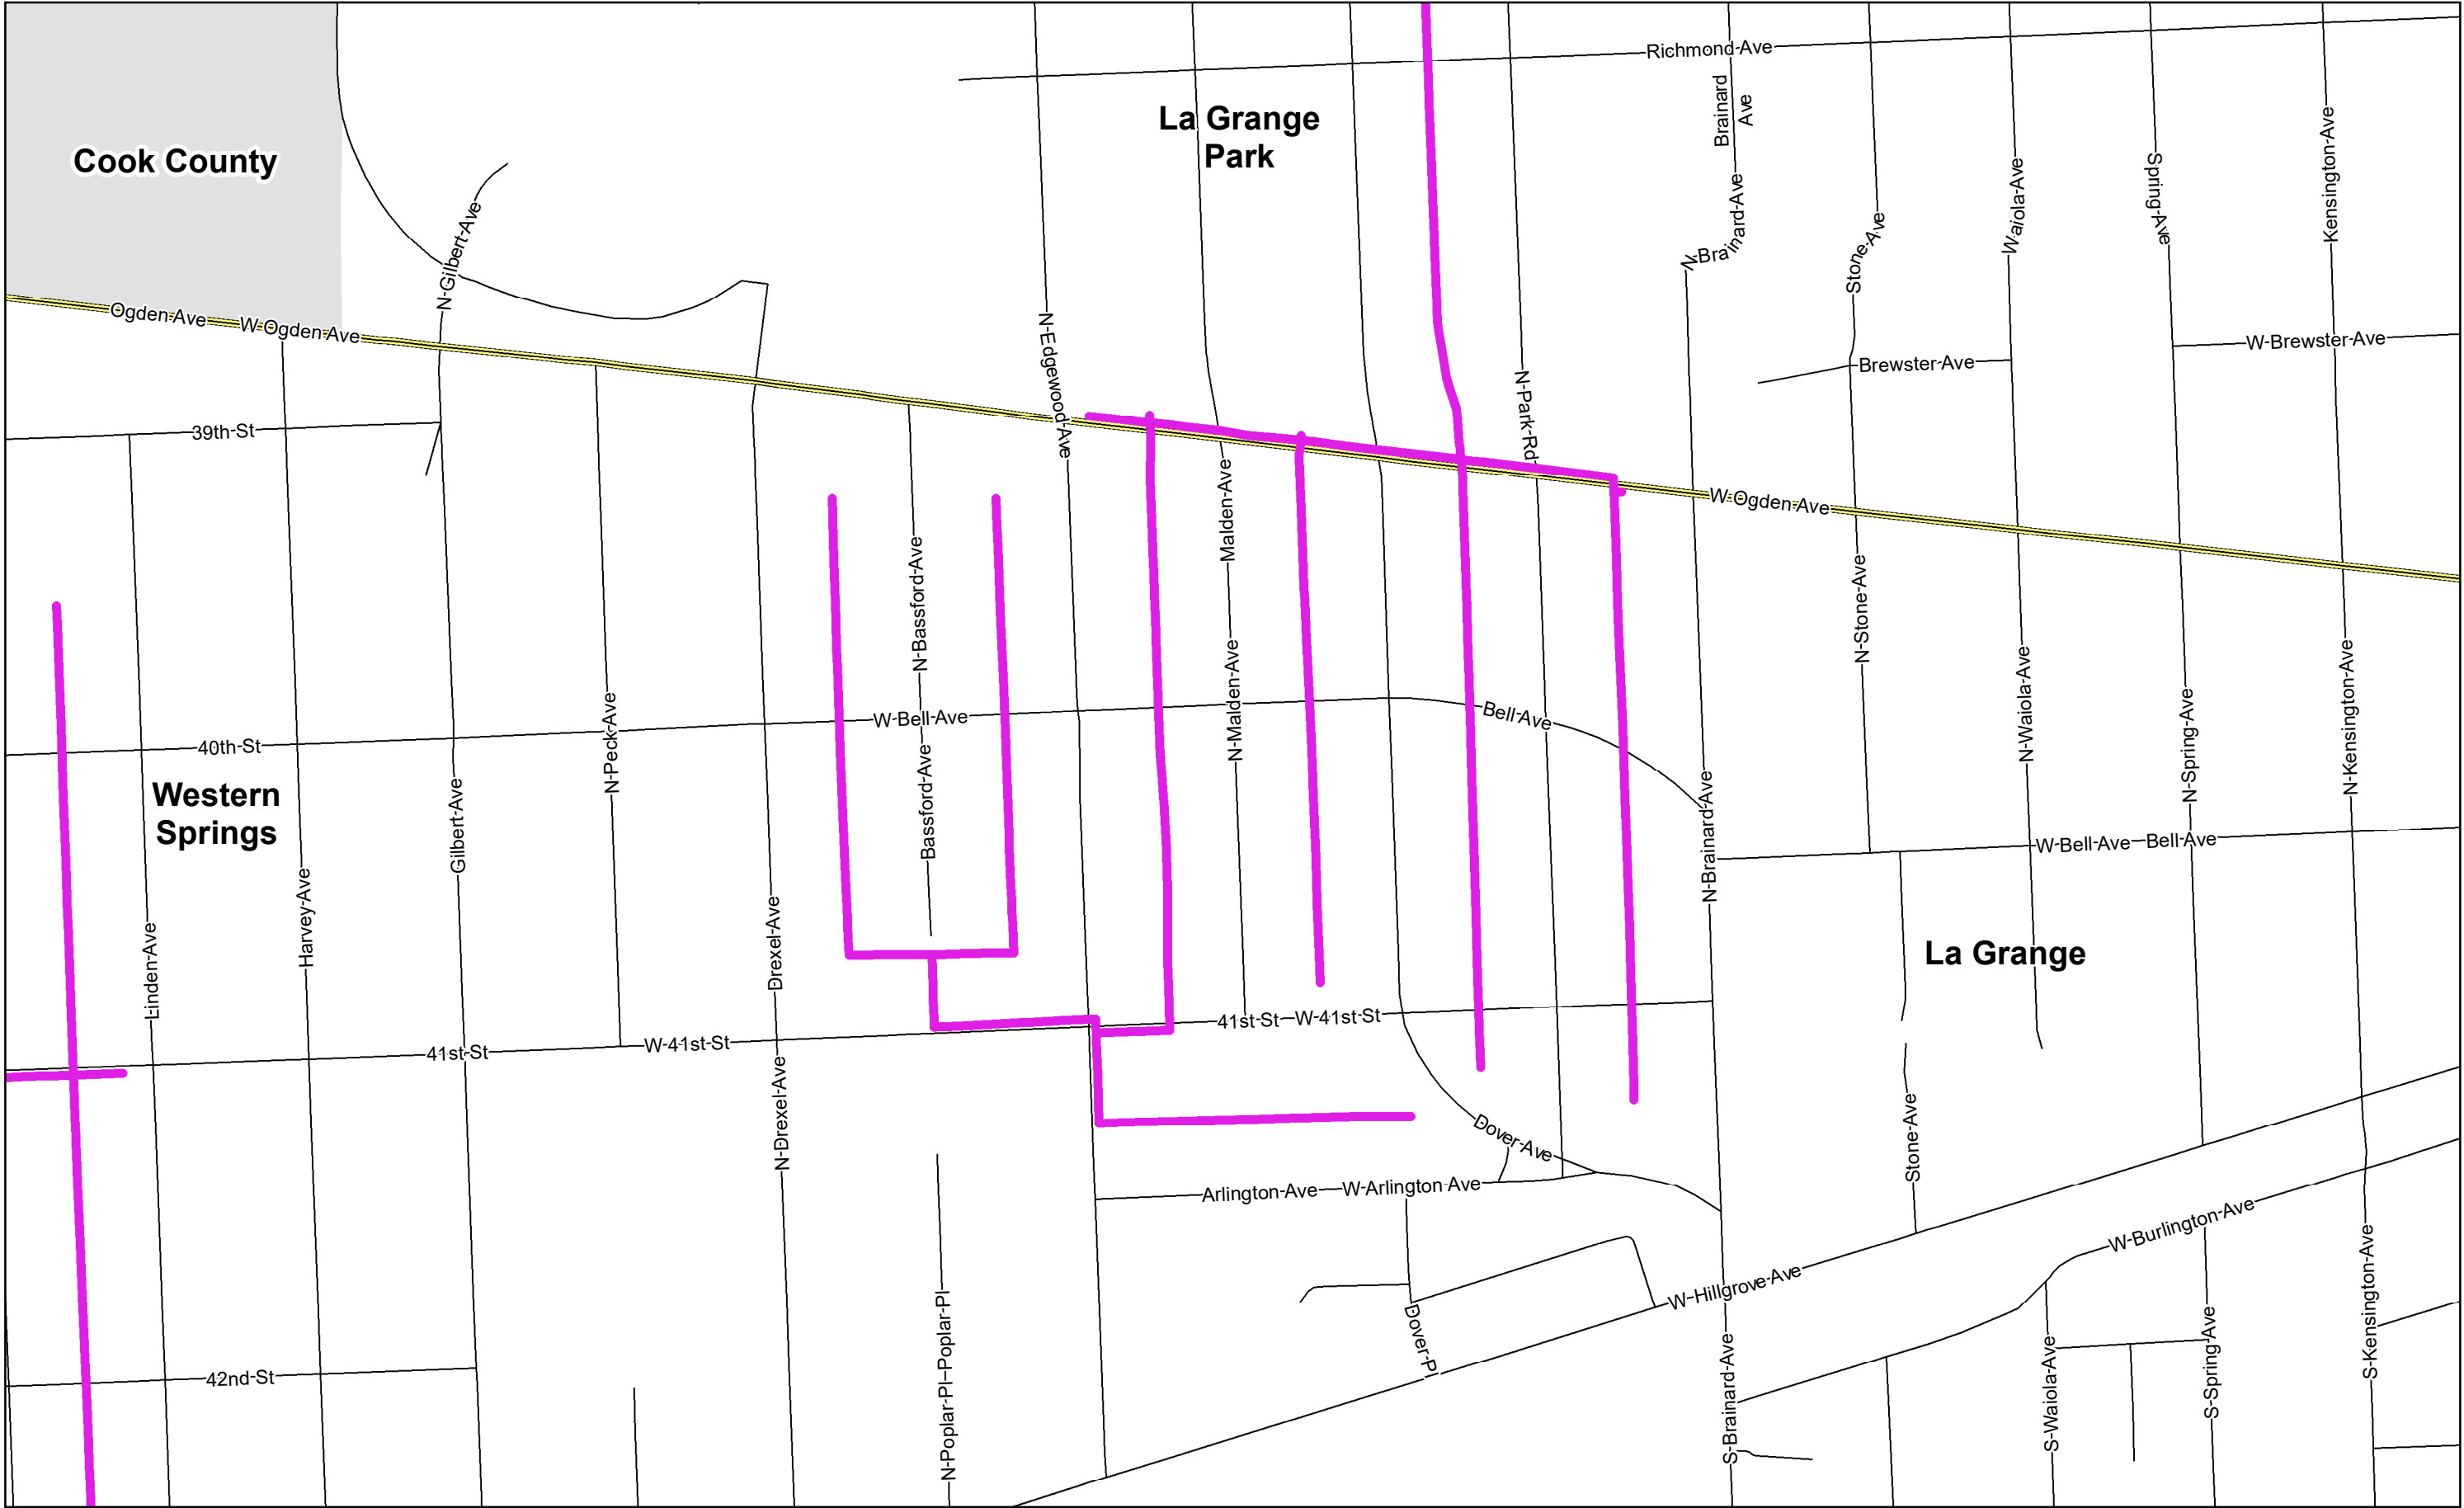 Richmond Ave
Brainard
Ave
La Grange
Park
Cook County
Kensington-Ave
Spring-Ave
Waiola-Ave
Stone-Ave
N-Brainard-Ave
N-Gilbert-Ave
Ogden Ave
W Ogden Ave
N-Edgewood-Ave
W-Brewster-Ave
Brewster-Ave
N-Park-Rd
39th-St
Malden-Ave
W Ogden Ave
N-Bassford-Ave
N-Stone-Ave
N-Malden-Ave
N-Waiola-Ave
N-Kensington-Ave
N-Spring-Ave
N-Peck-Ave
W-Bell-Ave
Bell-Ave
40th-St
Western
Springs
Bassford-Ave
Gilbert-Ave
N-Brainard-Ave
W-Bell-Ave-Bell-Ave
Harvey-Ave
Linden-Ave
Drexel-Ave
La Grange
41st-St-W-41st-St
41st-St
W-41st-St
N-Drexel-Ave
Stone-Ave
Dover-Ave
Arlington-Ave-W-Arlington-Ave
W-Burlington-Ave
W-Hillgrove-Ave
S-Kensington-Ave
N-Poplar-Pl-Poplar-Pl
Dover-Pl
S-Brainard-Ave
S-Waiola-Ave
S-Spring-Ave
42nd-St